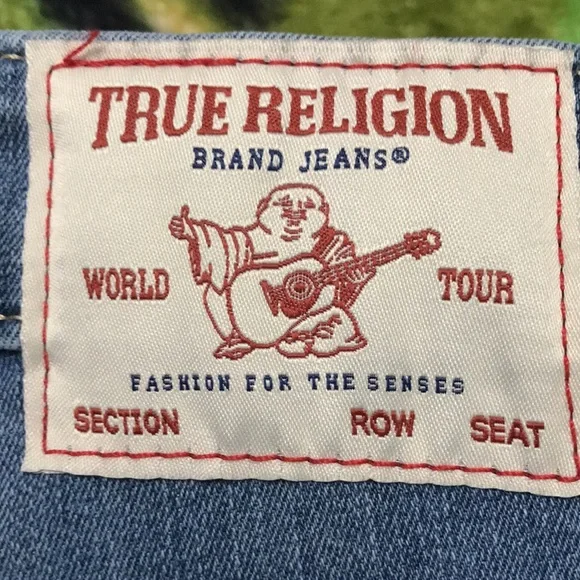 TRUE RELIGION
BRAND JEANS®
WORLD TOUR
FASHION FOR THE SENSES
SECTION ROW SEAT